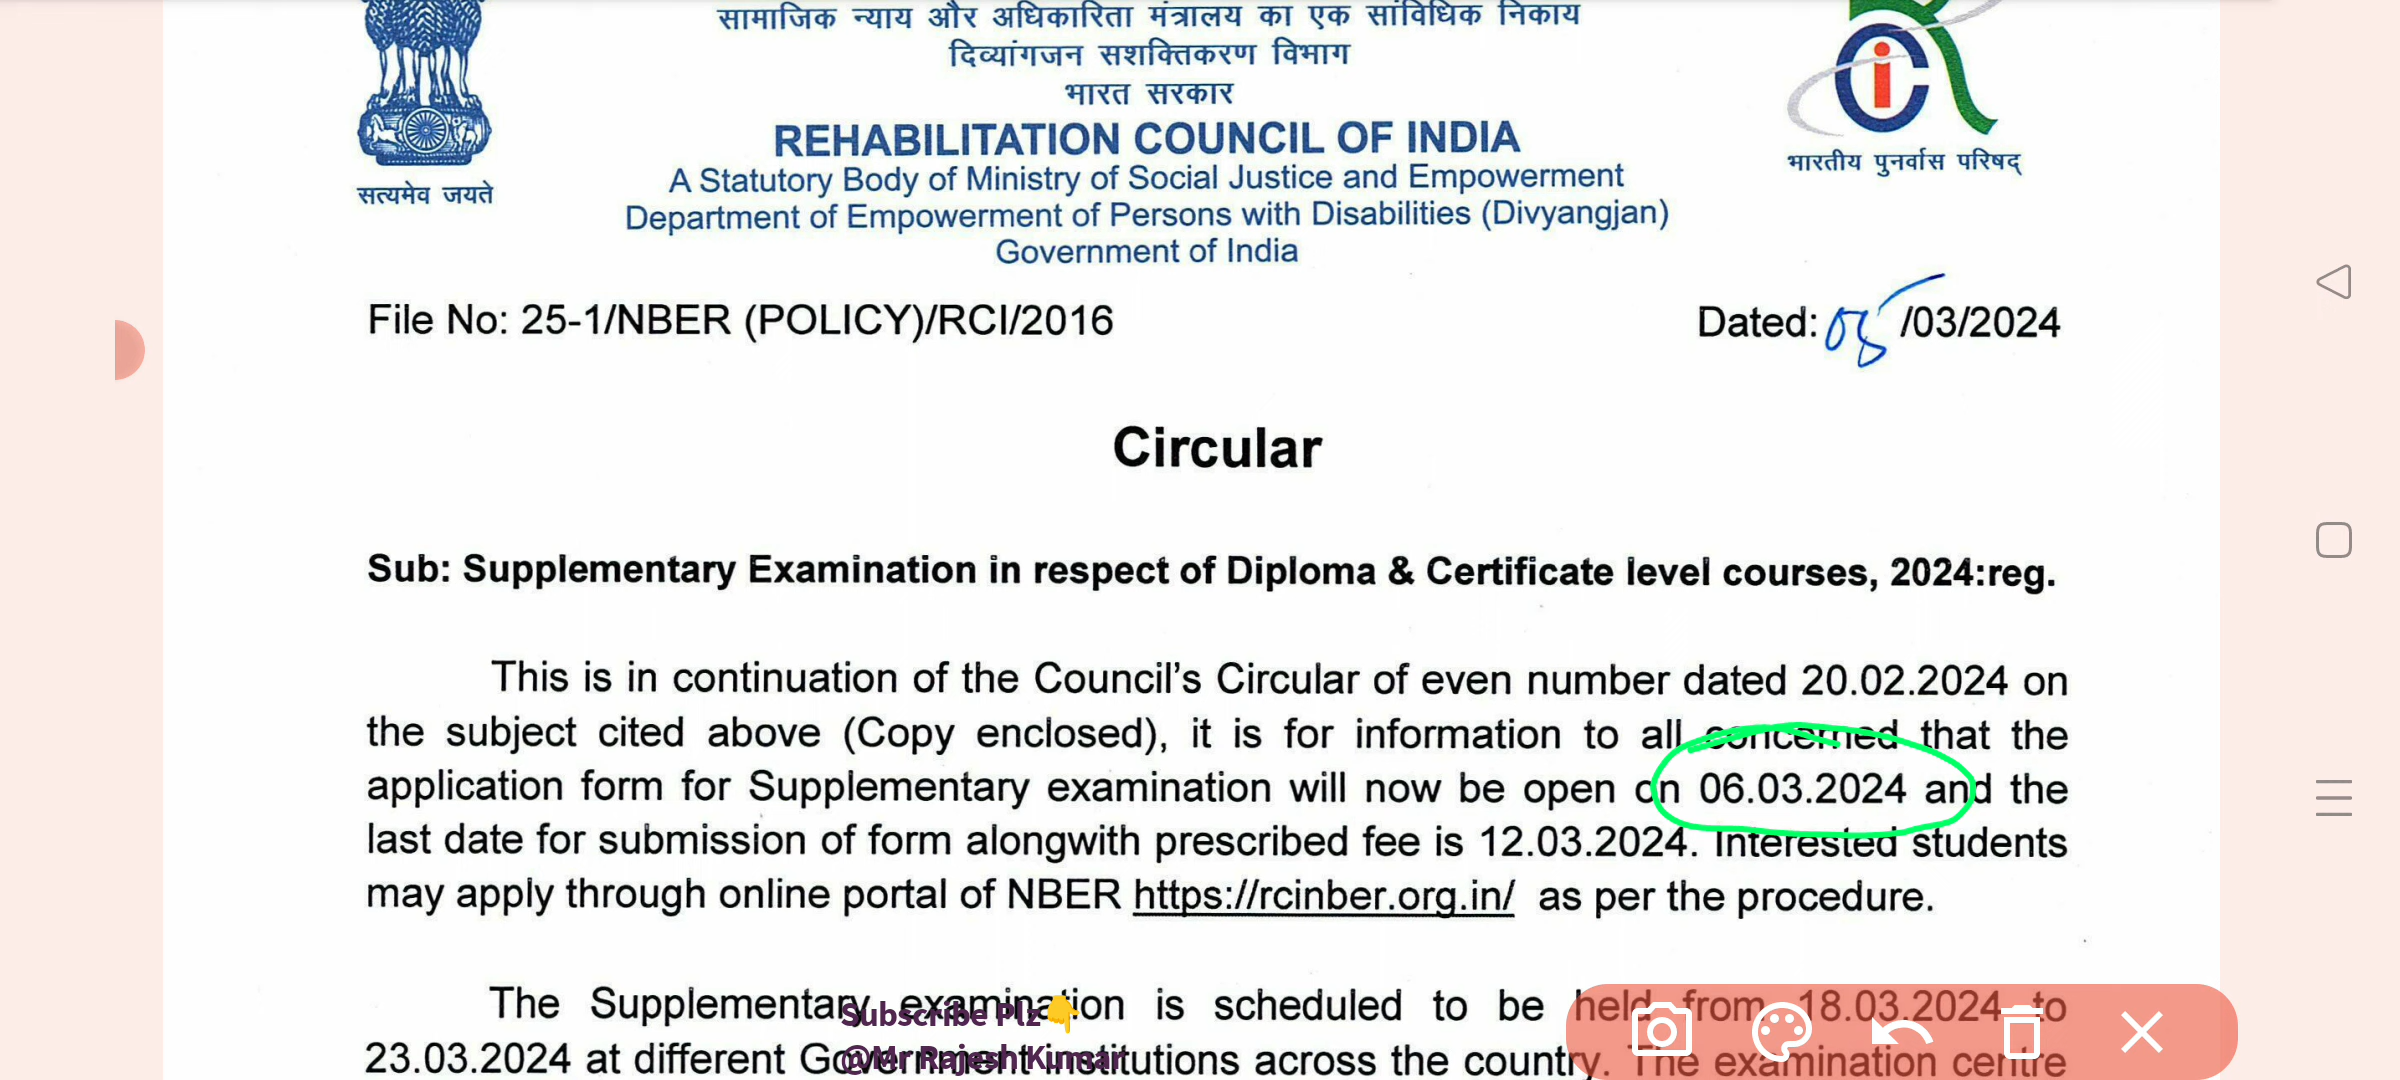 सामाजिक न्याय और अधिकारिता मंत्रालय का एक सांविधिक निकाय
दिव्यांगजन सशक्तिकरण विभाग
भारत सरकार
REHABILITATION COUNCIL OF INDIA
A Statutory Body of Ministry of Social Justice and Empowerment
Department of Empowerment of Persons with Disabilities (Divyangjan)
Government of India
सत्यमेव जयते
भारतीय पुनर्वास परिषद्
File No: 25-1/NBER (POLICY)/RCI/2016
Dated: 05/03/2024
Circular
Sub: Supplementary Examination in respect of Diploma & Certificate level courses, 2024:reg.
This is in continuation of the Council's Circular of even number dated 20.02.2024 on
the subject cited above (Copy enclosed), it is for information to all concerned that the
application form for Supplementary examination will now be open on 06.03.2024 and the
last date for submission of form alongwith prescribed fee is 12.03.2024. Interested students
may apply through online portal of NBER https://rcinber.org.in/ as per the procedure.
The Supplementary examination is scheduled to be held from 18.03.2024 to
23.03.2024 at different Government institutions across the country. The examination centre
Subscribe Plz👇
@Mr Rajesh Kumar